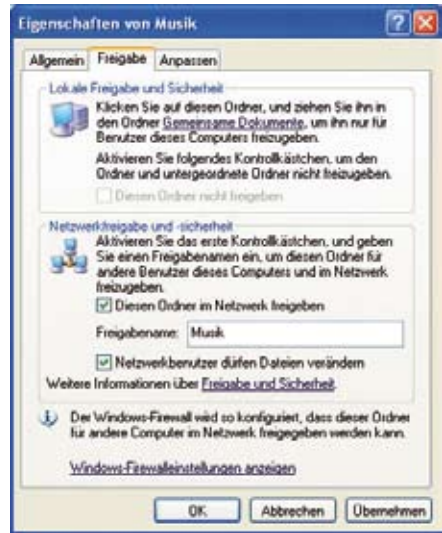 Eigenschaften von Musik
Allgemein Freigabe Anpassen
Lokale Freigabe und Sicherheit
Klicken Sie auf diesen Ordner, und ziehen Sie ihn in
den Ordner Gemeinsame Dokumente, um ihn nur für
Benutzer dieses Computers freizugeben.
Aktivieren Sie folgendes Kontrollkästchen, um den
Ordner und untergeordnete Ordner nicht freizugeben.
Diesen Ordner nicht freigeben
Netzwerkfreigabe und -sicherheit
Aktivieren Sie das erste Kontrollkästchen, und geben
Sie einen Freigabenamen ein, um diesen Ordner für
andere Benutzer dieses Computers und im Netzwerk
freizugeben.
Diesen Ordner im Netzwerk freigeben
Freigabename: Musik
Netzwerkbenutzer dürfen Dateien verändern
Weitere Informationen über Freigabe und Sicherheit.
Der Windows-Firewall wird so konfiguriert, dass dieser Ordner
für andere Computer im Netzwerk freigegeben werden kann.
Windows-Firewalleinstellungen anzeigen
OK Abbrechen Übernehmen